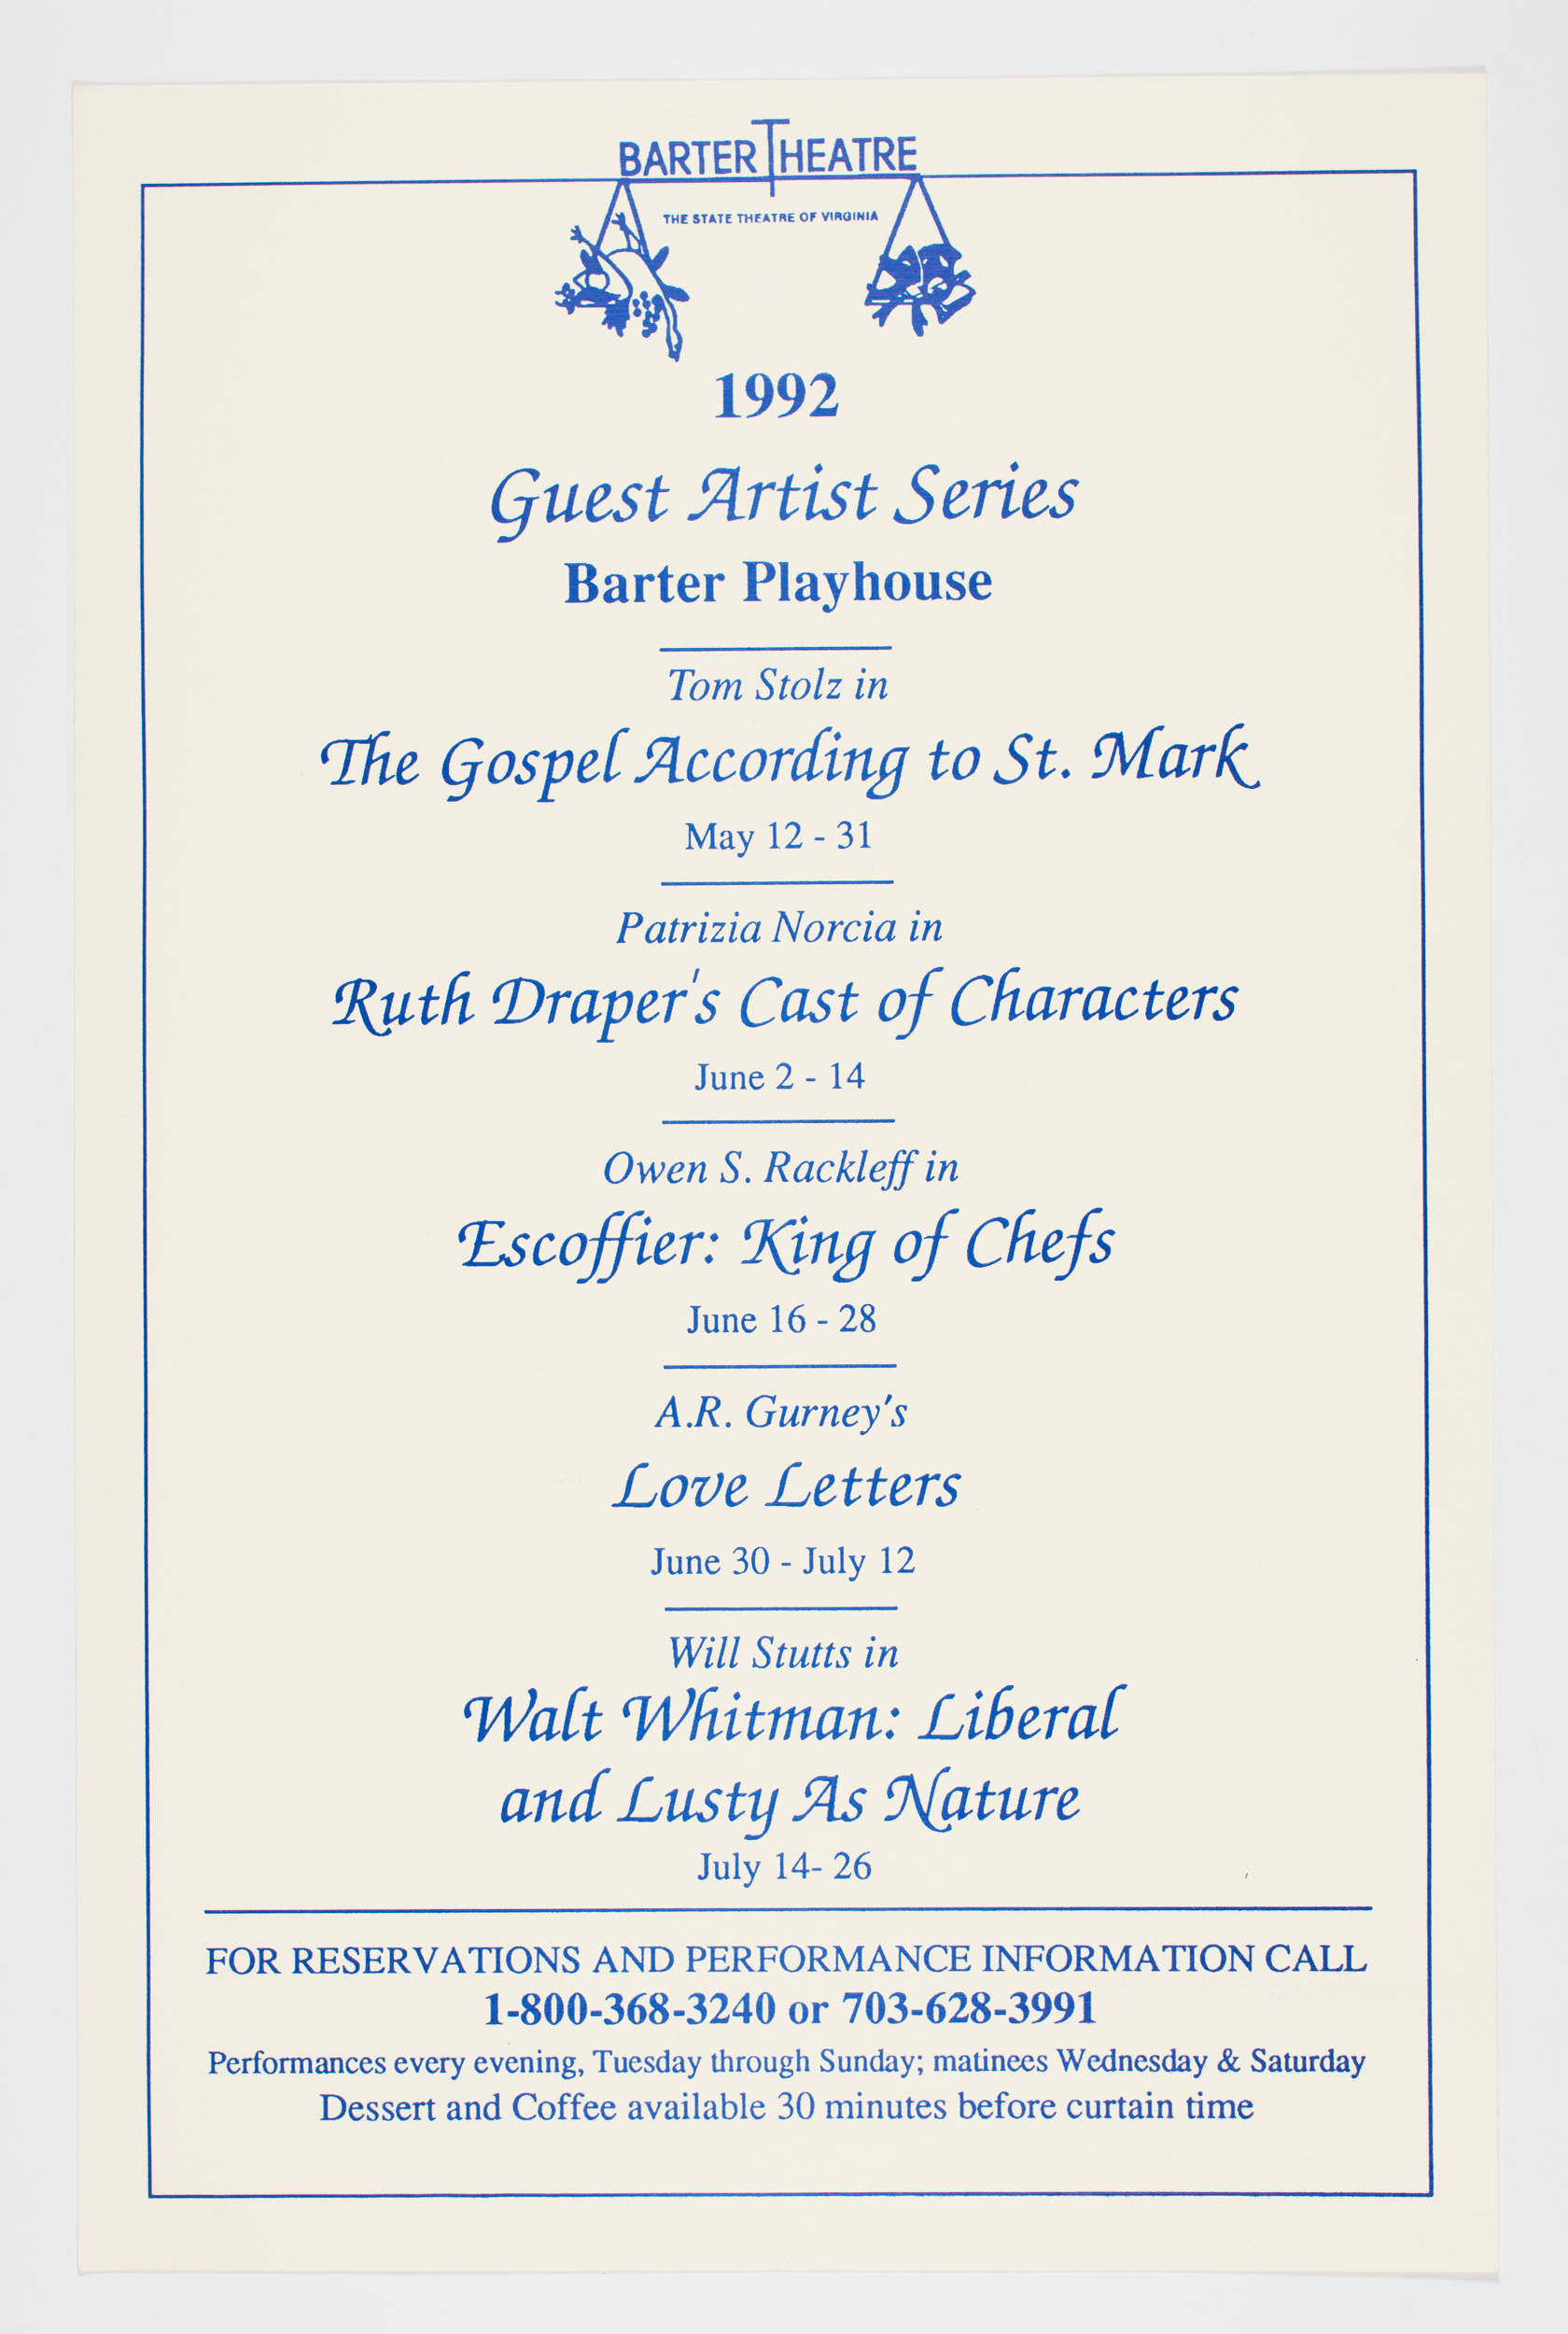 BARTER THEATRE
THE STATE THEATRE OF VIRGINIA
1992
Guest Artist Series
Barter Playhouse
Tom Stolz in
The Gospel According to St. Mark
May 12 - 31
Patrizia Norcia in
Ruth Draper's Cast of Characters
June 2 - 14
Owen S. Rackleff in
Escoffier: King of Chefs
June 16 - 28
A.R. Gurney's
Love Letters
June 30 - July 12
Will Stutts in
Walt Whitman: Liberal
and Lusty As Nature
July 14- 26
FOR RESERVATIONS AND PERFORMANCE INFORMATION CALL
1-800-368-3240 or 703-628-3991
Performances every evening, Tuesday through Sunday; matinees Wednesday & Saturday
Dessert and Coffee available 30 minutes before curtain time